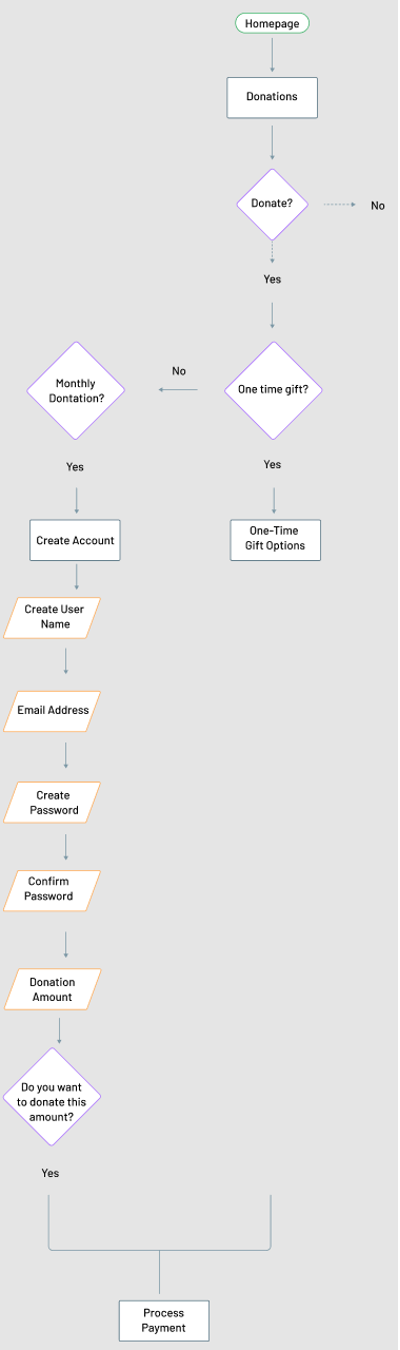 Homepage
Donations
Donate?
No
Yes
One time gift?
No
Monthly
Dontation?
Yes
Yes
Create Account
One-Time
Gift Options
Create User
Name
Email Address
Create
Password
Confirm
Password
Donation
Amount
Do you want
to donate this
amount?
Yes
Process
Payment